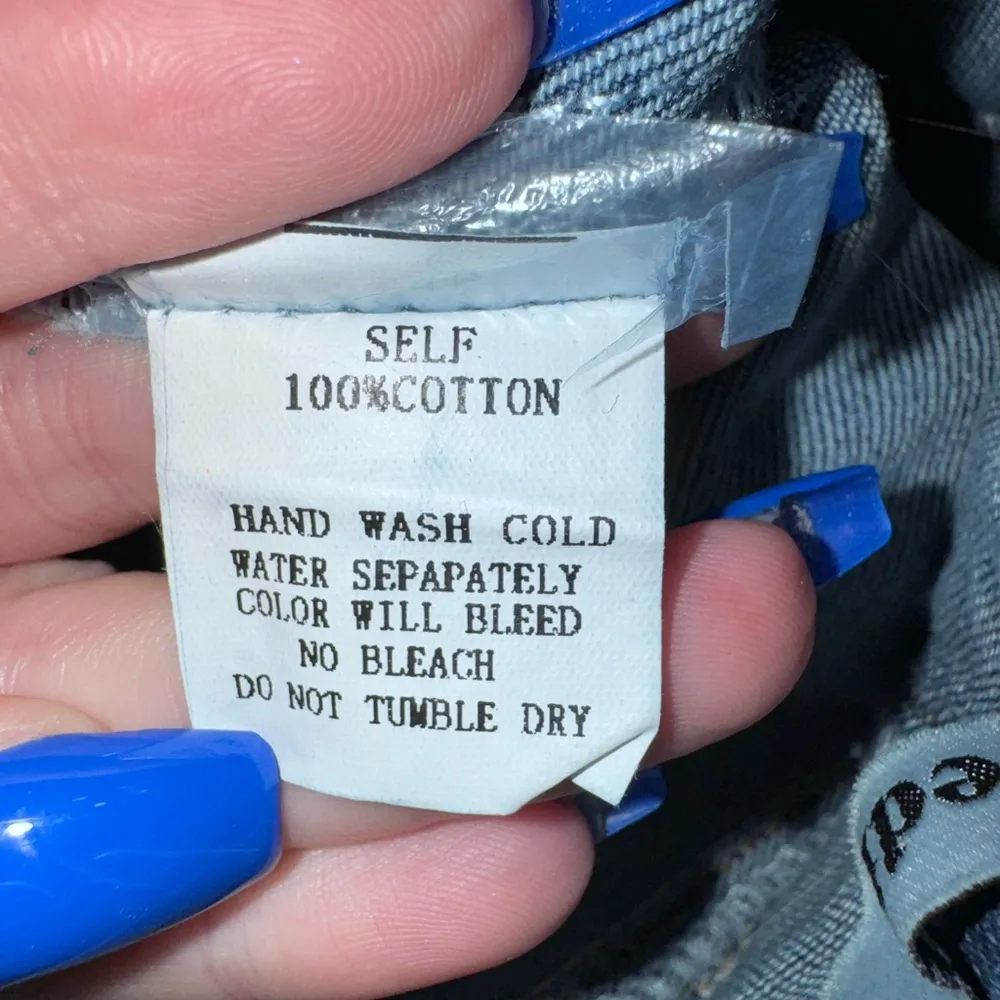 SELF
100%COTTON
HAND WASH COLD
WATER SEPAPATELY
COLOR WILL BLEED
NO BLEACH
DO NOT TUMBLE DRY